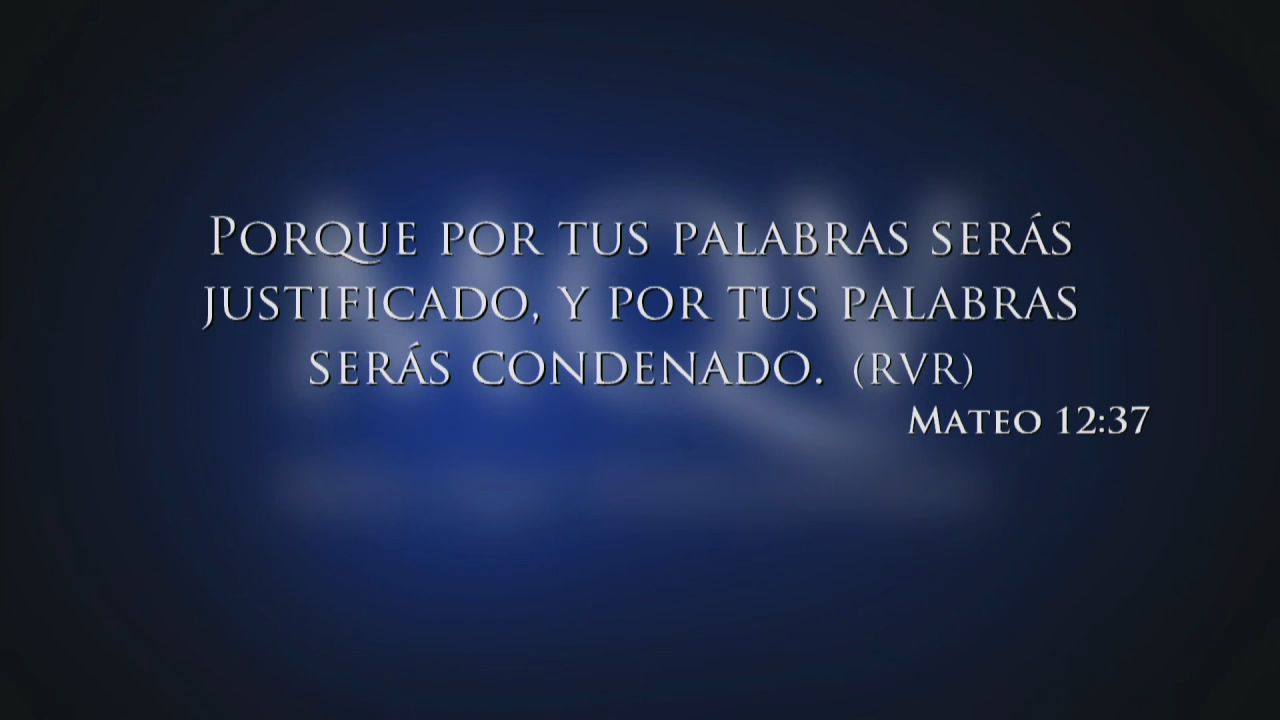 Porque por tus palabras serás
justificado, y por tus palabras
serás condenado. (RVR)
Mateo 12:37